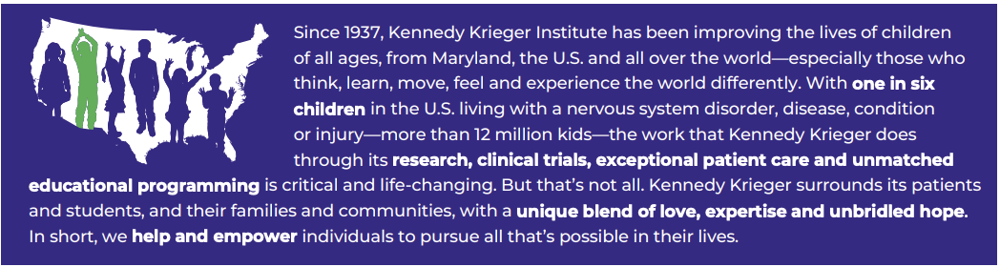 Since 1937, Kennedy Krieger Institute has been improving the lives of children
of all ages, from Maryland, the U.S. and all over the world—especially those who
think, learn, move, feel and experience the world differently. With one in six
children in the U.S. living with a nervous system disorder, disease, condition
or injury—more than 12 million kids—the work that Kennedy Krieger does
through its research, clinical trials, exceptional patient care and unmatched
educational programming is critical and life-changing. But that’s not all. Kennedy Krieger surrounds its patients
and students, and their families and communities, with a unique blend of love, expertise and unbridled hope.
In short, we help and empower individuals to pursue all that’s possible in their lives.